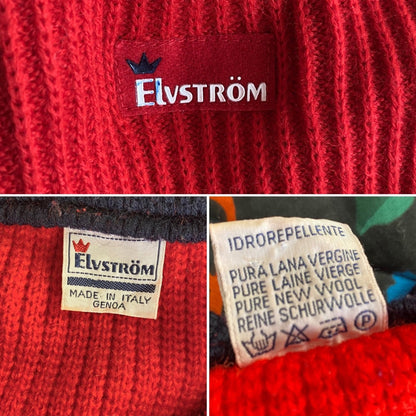 ELVSTRÖM
ELVSTRÖM
MADE IN ITALY
GENOA
IDROREPELLENTE
PURA LANA VERGINE
PURE LAINE VIERGE
PURE NEW WOOL
REINE SCHURWOLLE
P